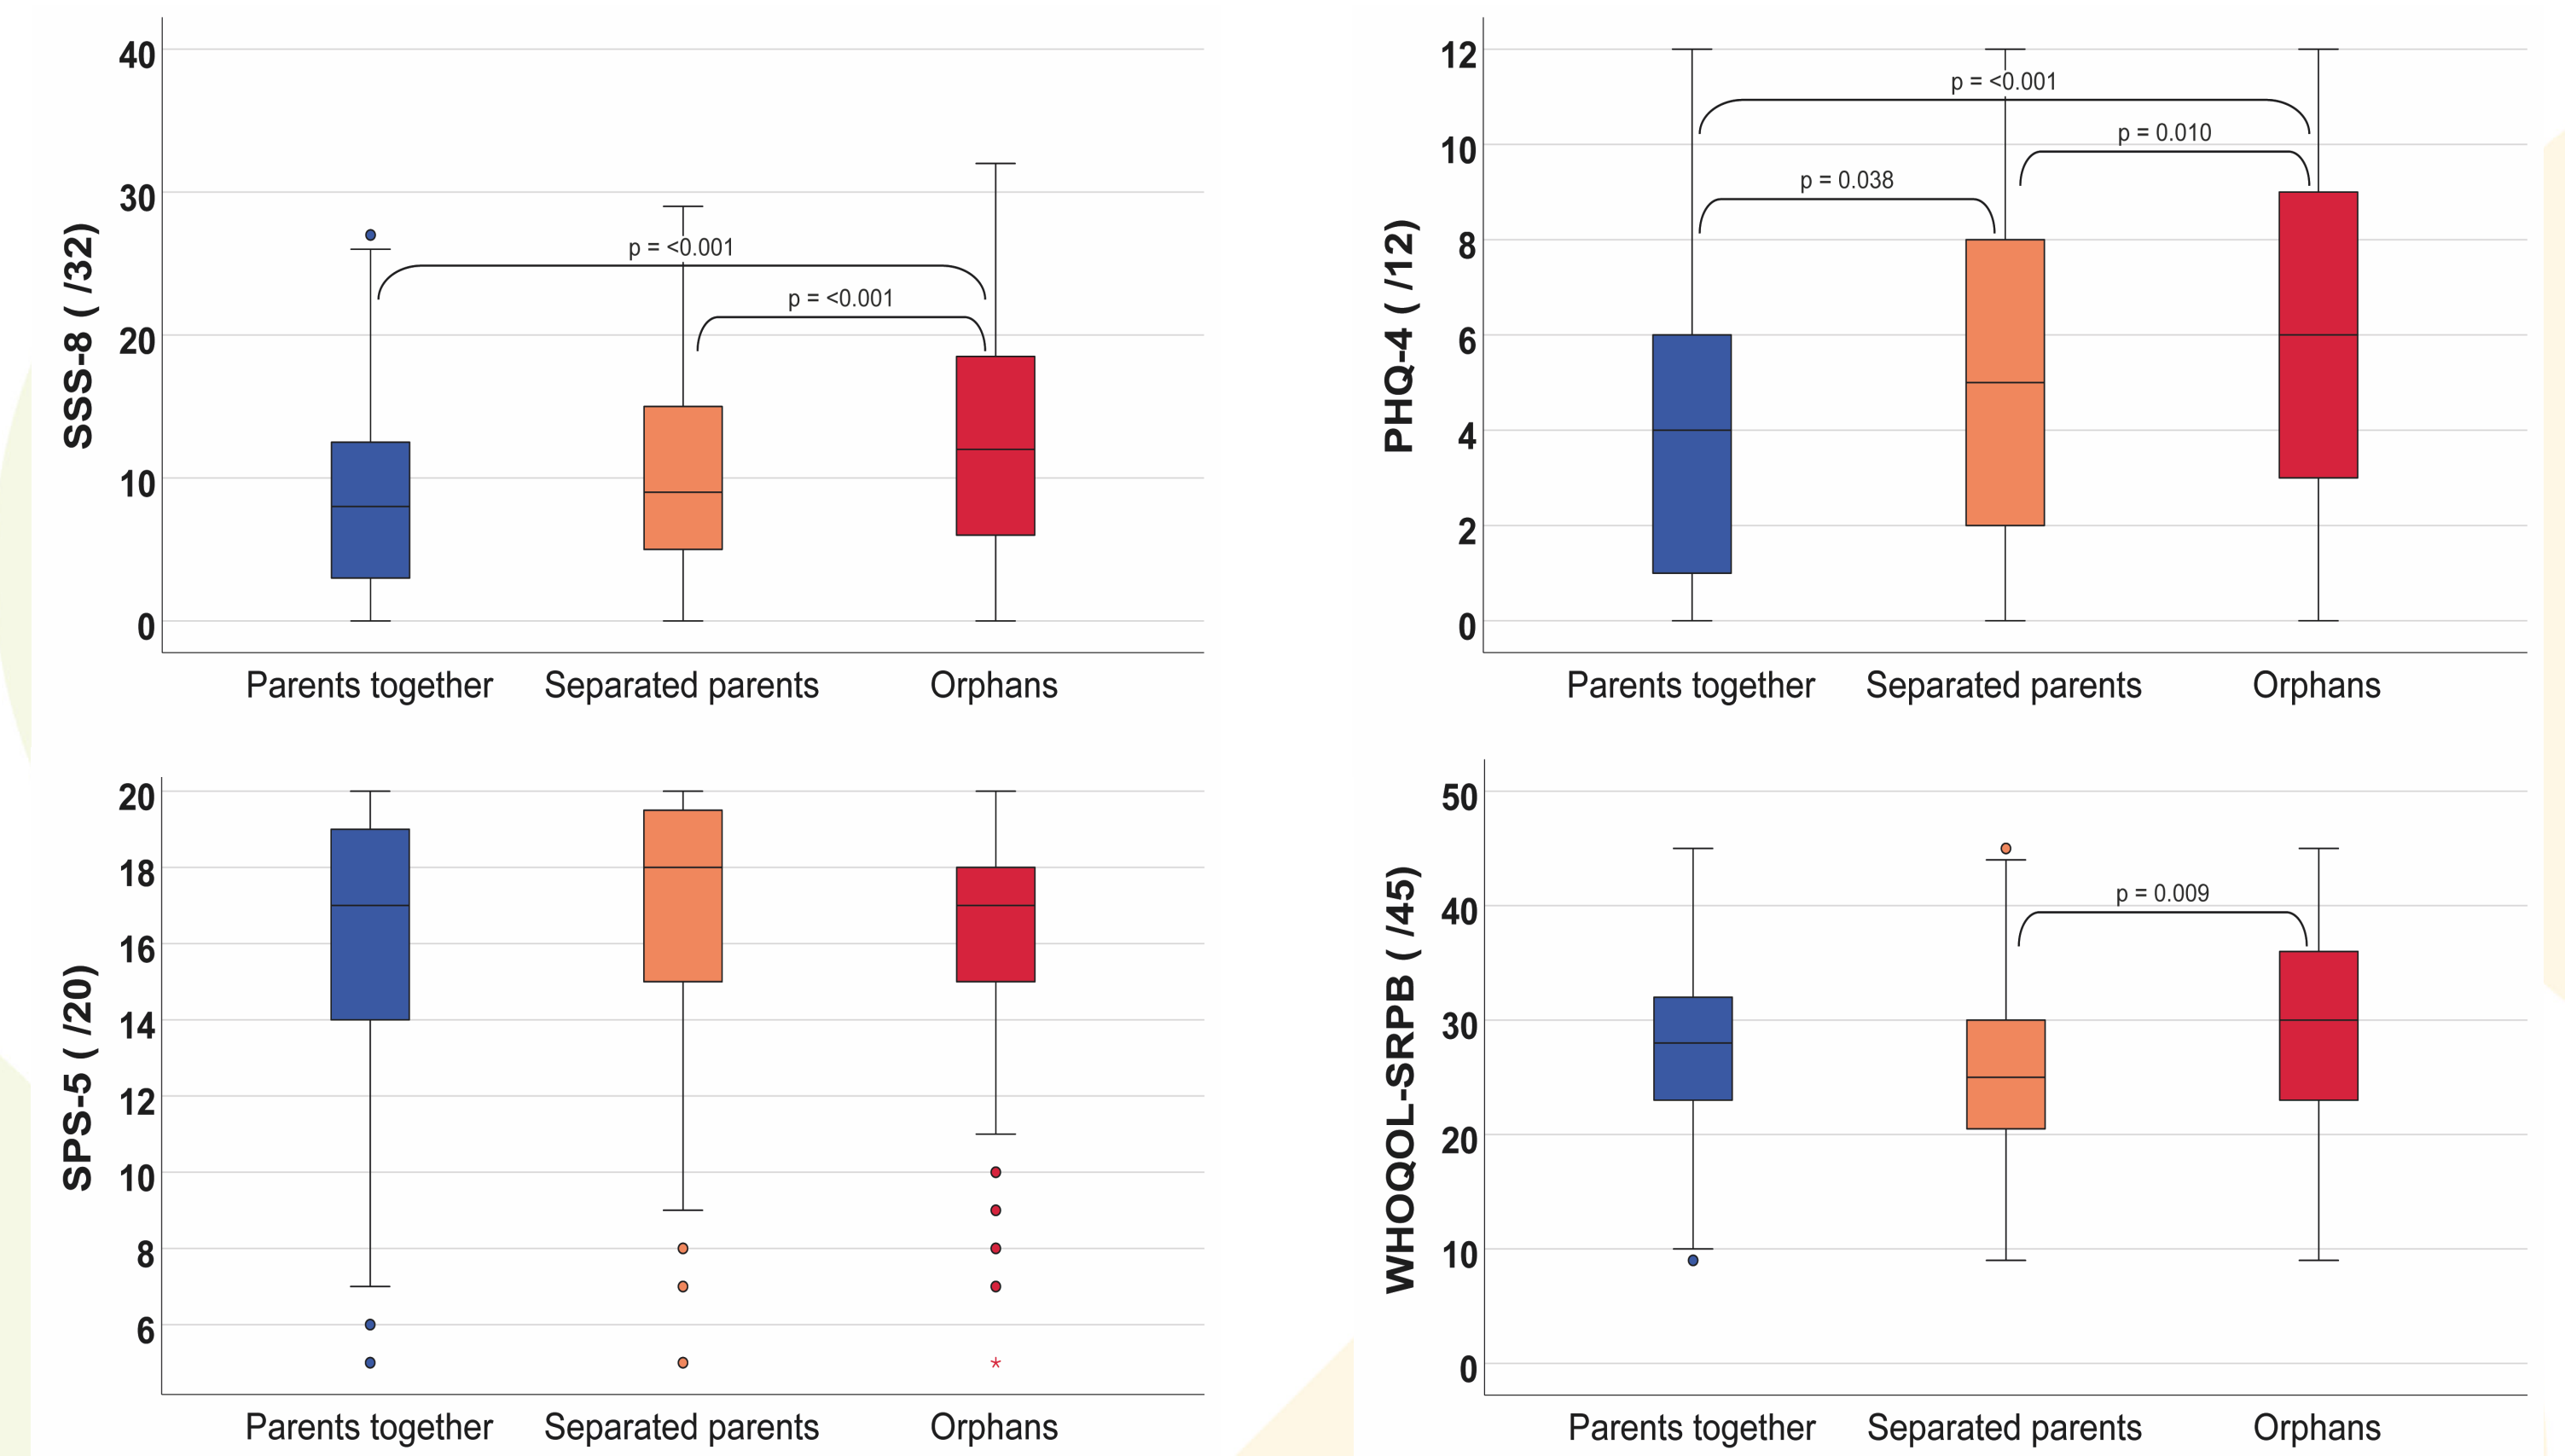 SSS-8 ( /32)
40
30
20
10
0
p = <0.001
p = <0.001
Parents together
Separated parents
Orphans
PHQ-4 ( /12)
12
10
8
6
4
2
0
p = <0.001
p = 0.010
p = 0.038
Parents together
Separated parents
Orphans
SPS-5 ( /20)
20
18
16
14
12
10
8
6
*
Parents together
Separated parents
Orphans
WHOQOL-SRPB ( /45)
50
40
30
20
10
0
p = 0.009
Parents together
Separated parents
Orphans